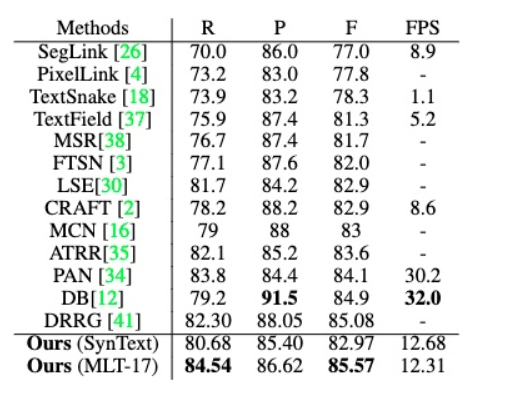 Methods R P F FPS
SegLink [26] 70.0 86.0 77.0 8.9
PixelLink [4] 73.2 83.0 77.8 -
TextSnake [18] 73.9 83.2 78.3 1.1
TextField [37] 75.9 87.4 81.3 5.2
MSR[38] 76.7 87.4 81.7 -
FTSN [3] 77.1 87.6 82.0 -
LSE[30] 81.7 84.2 82.9 -
CRAFT [2] 78.2 88.2 82.9 8.6
MCN [16] 79 88 83 -
ATRR[35] 82.1 85.2 83.6 -
PAN [34] 83.8 84.4 84.1 30.2
DB[12] 79.2 91.5 84.9 32.0
DRRG [41] 82.30 88.05 85.08 -
Ours (SynText) 80.68 85.40 82.97 12.68
Ours (MLT-17) 84.54 86.62 85.57 12.31